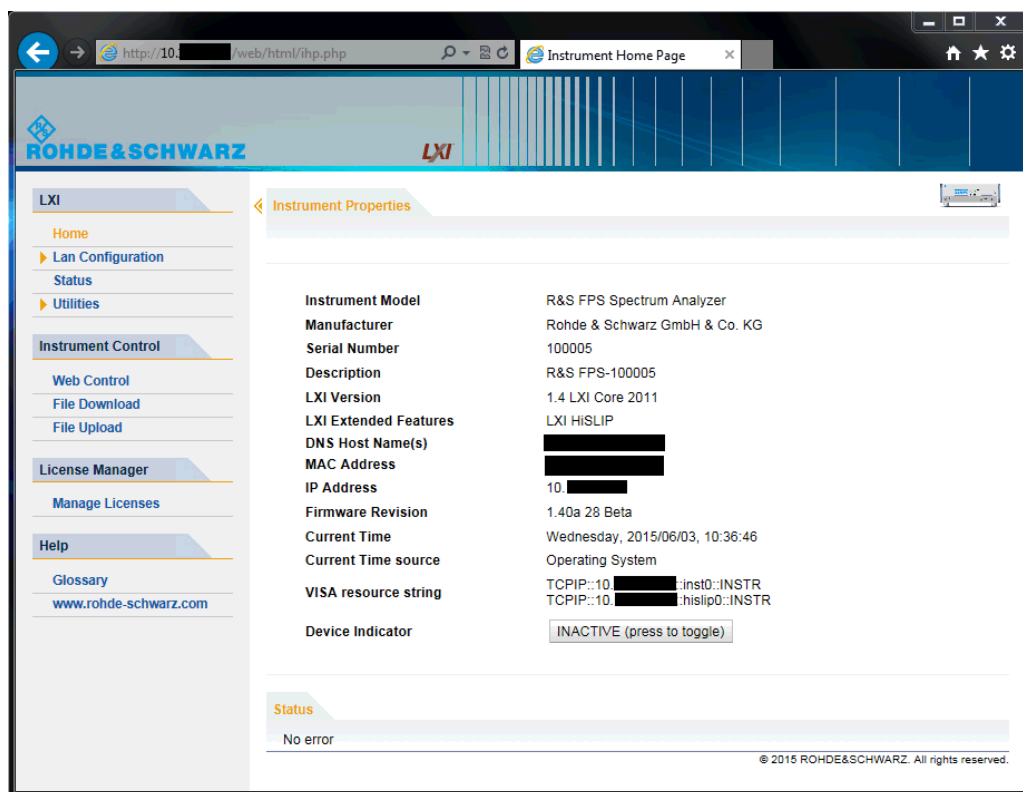 http://10. /web/html/ihp.php
Instrument Home Page
ROHDE&SCHWARZ
LXI
LXI
Home
Lan Configuration
Status
Utilities
Instrument Control
Web Control
File Download
File Upload
License Manager
Manage Licenses
Help
Glossary
www.rohde-schwarz.com
Instrument Properties
Instrument Model R&S FPS Spectrum Analyzer
Manufacturer Rohde & Schwarz GmbH & Co. KG
Serial Number 100005
Description R&S FPS-100005
LXI Version 1.4 LXI Core 2011
LXI Extended Features LXI HiSLIP
DNS Host Name(s)
MAC Address
IP Address 10.
Firmware Revision 1.40a 28 Beta
Current Time Wednesday, 2015/06/03, 10:36:46
Current Time source Operating System
VISA resource string TCPIP::10. ::inst0::INSTR
TCPIP::10. :hislip0::INSTR
Device Indicator INACTIVE (press to toggle)
Status
No error
© 2015 ROHDE&SCHWARZ. All rights reserved.